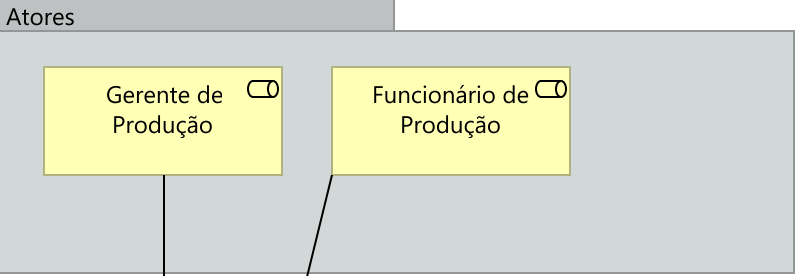 Atores
Gerente de
Produção
Funcionário de
Produção